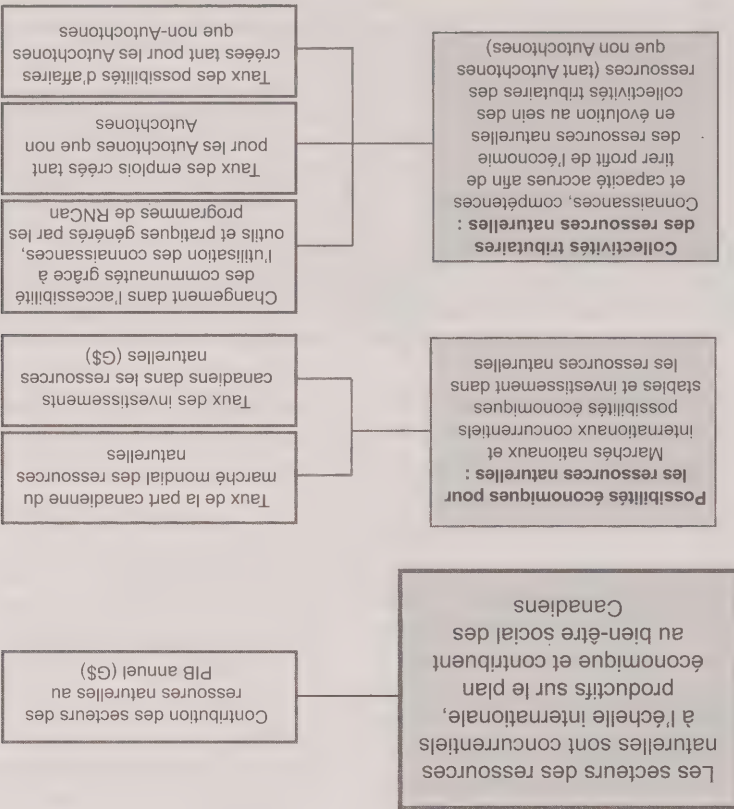 Les secteurs des ressources
naturelles sont concurrentiels
à l'échelle internationale,
productifs sur le plan
économique et contribuent
au bien-être social des
Canadiens
Contribution des secteurs des
ressources naturelles au
PIB annuel (G$)
Possibilités économiques pour
les ressources naturelles :
Marchés nationaux et
internationaux concurrentiels
possibilités économiques
stables et investissement dans
les ressources naturelles
Taux de la part canadienne du
marché mondial des ressources
naturelles
Taux des investissements
canadiens dans les ressources
naturelles (G$)
Collectivités tributaires
des ressources naturelles :
Connaissances, compétences
et capacité accrues afin de
tirer profit de l'économie
des ressources naturelles
en évolution au sein des
collectivités tributaires des
ressources (tant Autochtones
que non Autochtones)
Changement dans l'accessibilité
des communautés grâce à
l'utilisation des connaissances,
outils et pratiques générés par les
programmes de RNCan
Taux des emplois créés tant
pour les Autochtones que non
Autochtones
Taux des possibilités d'affaires
créées tant pour les Autochtones
que non-Autochtones